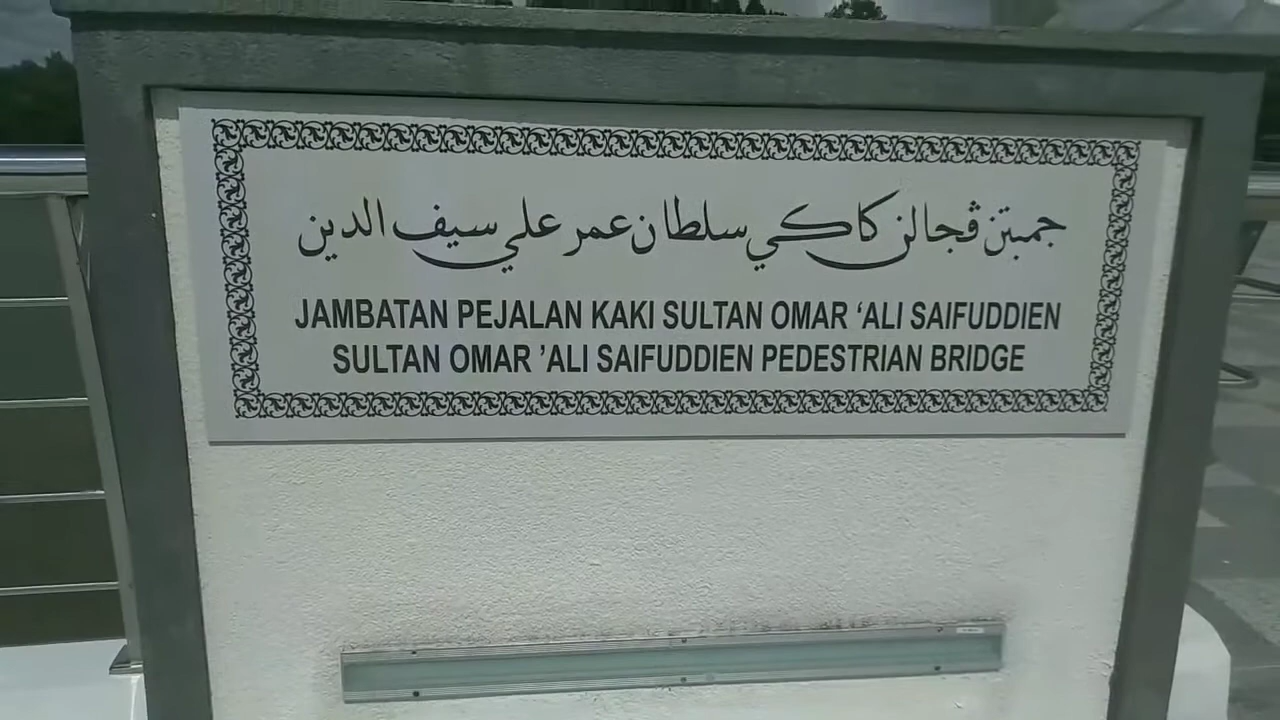 جمبتن ڤجالن کاکي سلطان عمر علي سيف الدين
JAMBATAN PEJALAN KAKI SULTAN OMAR ‘ALI SAIFUDDIEN
SULTAN OMAR ’ALI SAIFUDDIEN PEDESTRIAN BRIDGE